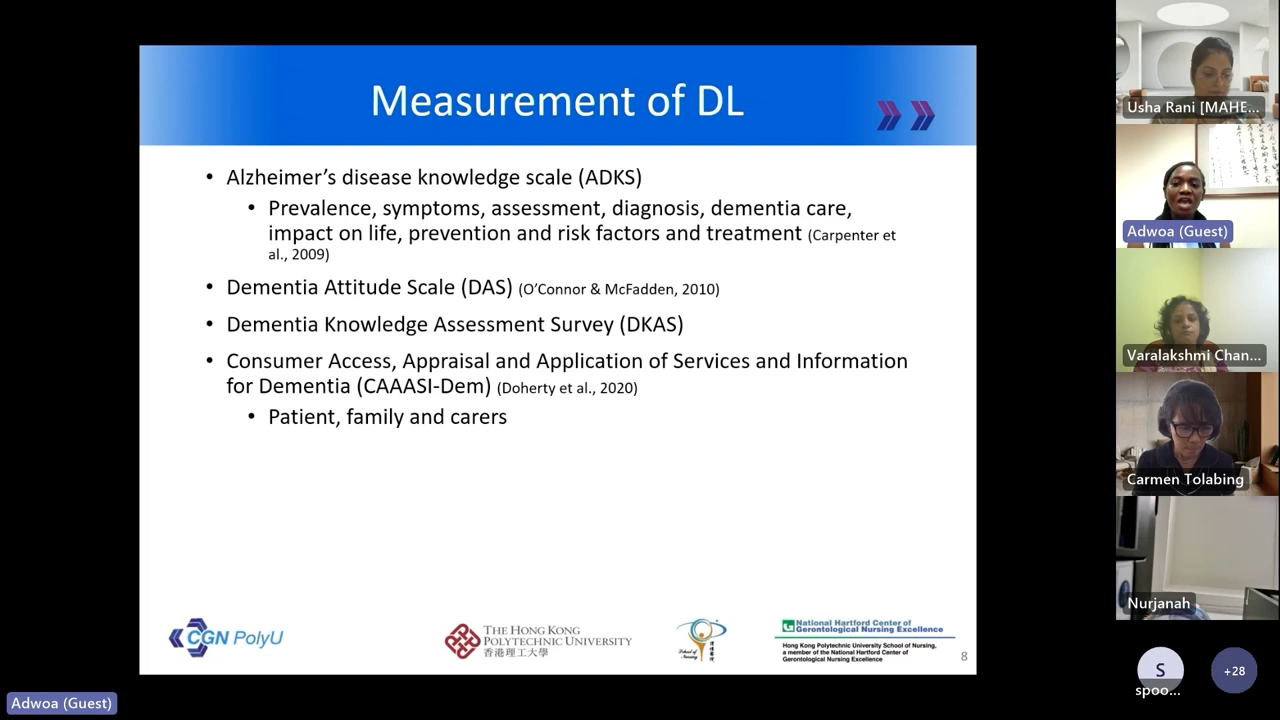 Measurement of DL
• Alzheimer’s disease knowledge scale (ADKS)
• Prevalence, symptoms, assessment, diagnosis, dementia care,
impact on life, prevention and risk factors and treatment (Carpenter et
al., 2009)
• Dementia Attitude Scale (DAS) (O’Connor & McFadden, 2010)
• Dementia Knowledge Assessment Survey (DKAS)
• Consumer Access, Appraisal and Application of Services and Information
for Dementia (CAAASI-Dem) (Doherty et al., 2020)
• Patient, family and carers
CGN PolyU
THE HONG KONG
POLYTECHNIC UNIVERSITY
香港理工大學
School of
Nursing
National Hartford Center of
Gerontological Nursing Excellence
Hong Kong Polytechnic University School of Nursing,
a member of the National Hartford Center of
Gerontological Nursing Excellence
8
Usha Rani [MAHE...
Adwoa (Guest)
Varalakshmi Chan...
Carmen Tolabing
Nurjanah
S
spoo...
+28
Adwoa (Guest)